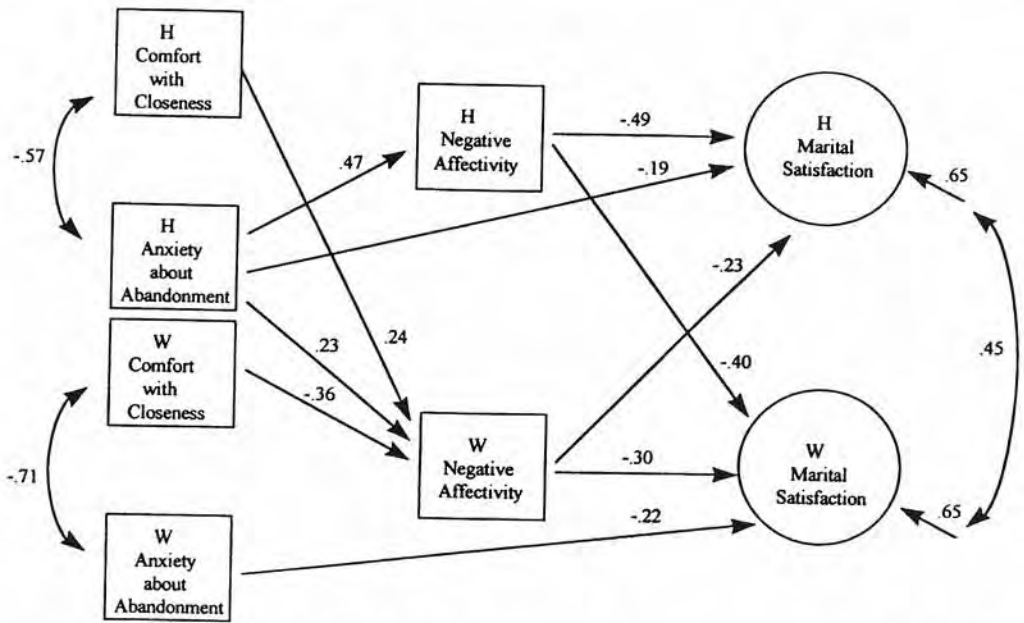 H
Comfort
with
Closeness
-.57
H
Anxiety
about
Abandonment
W
Comfort
with
Closeness
-.71
W
Anxiety
about
Abandonment
.47
.23
.24
-.36
H
Negative
Affectivity
W
Negative
Affectivity
-.49
-.19
-.23
-.40
-.30
-.22
H
Marital
Satisfaction
.65
W
Marital
Satisfaction
.65
.45